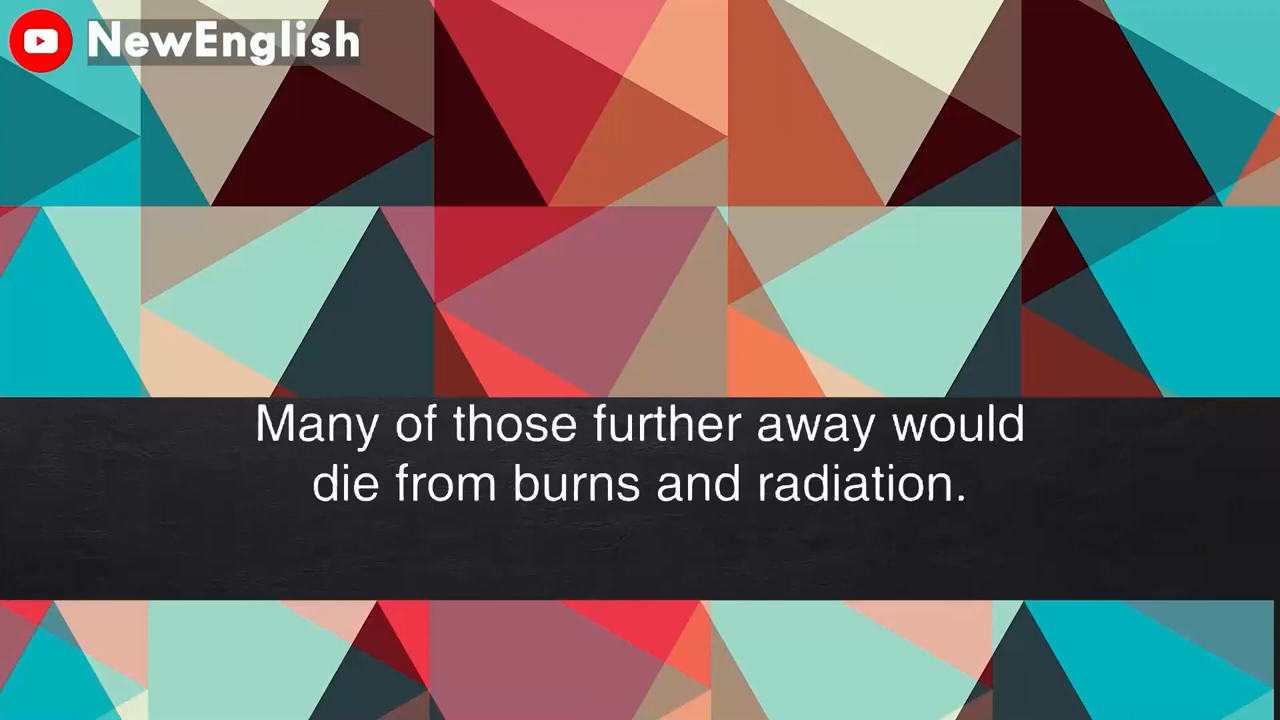 NewEnglish
Many of those further away would
die from burns and radiation.